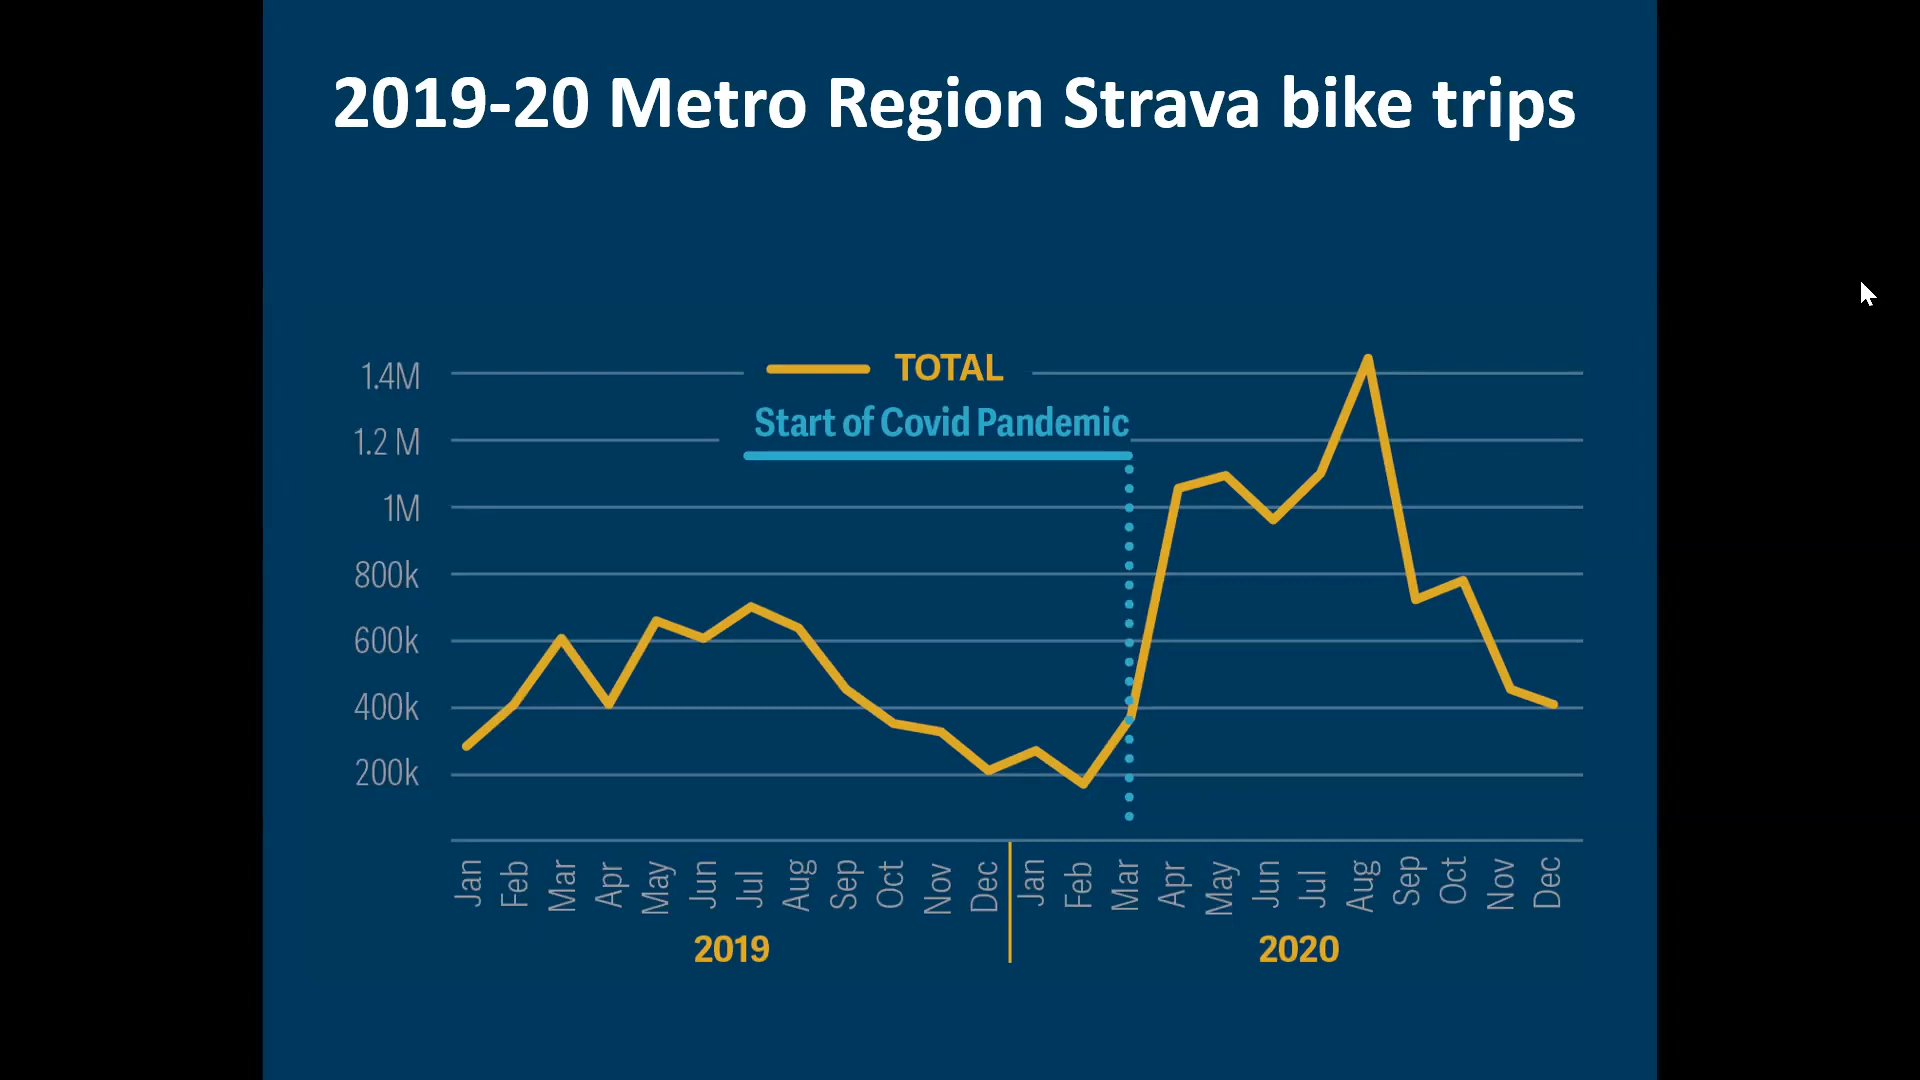 2019-20 Metro Region Strava bike trips
1.4M
TOTAL
Start of Covid Pandemic
1.2 M
1M
800k
600k
400k
200k
Jan Feb Mar Apr May Jun Jul Aug Sep Oct Nov Dec Jan Feb Mar Apr May Jun Jul Aug Sep Oct Nov Dec
2019 2020